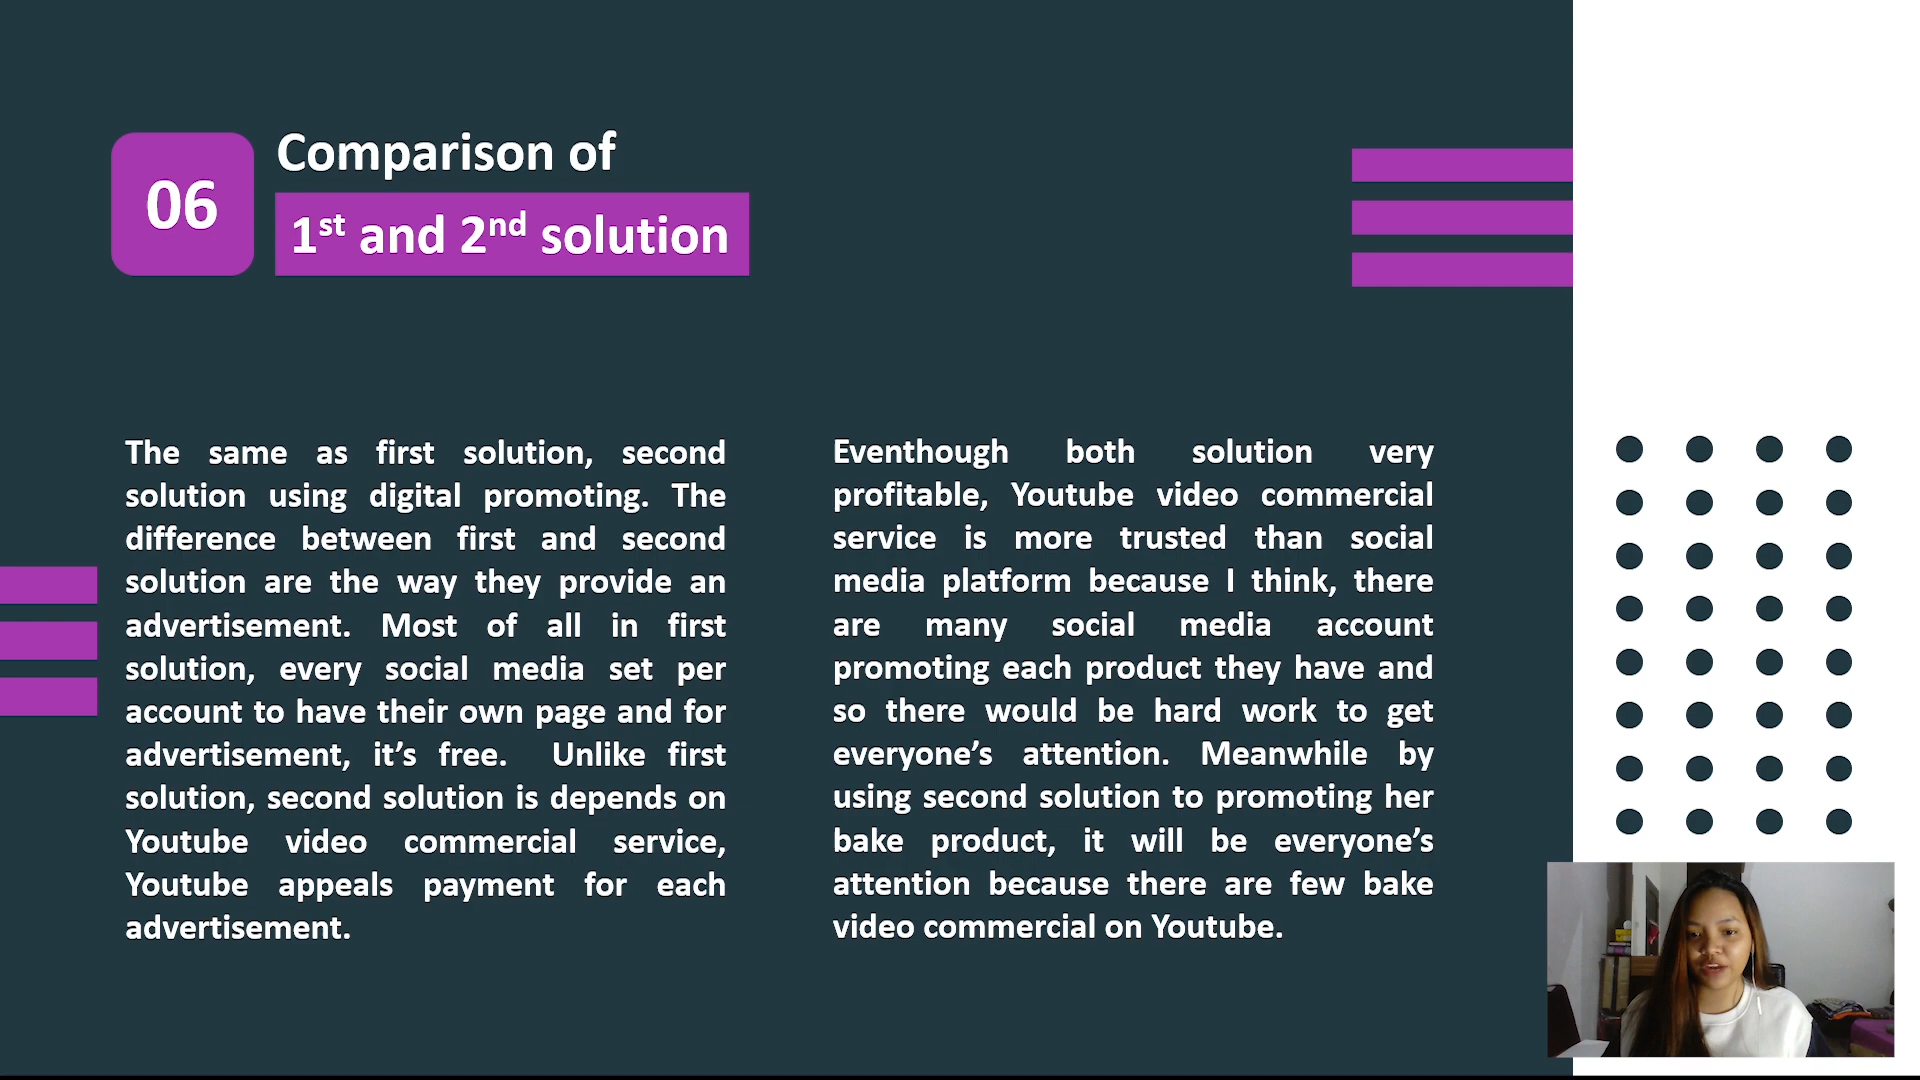 06
Comparison of
1st and 2nd solution
The same as first solution, second
solution using digital promoting. The
difference between first and second
solution are the way they provide an
advertisement. Most of all in first
solution, every social media set per
account to have their own page and for
advertisement, it’s free.  Unlike first
solution, second solution is depends on
Youtube video commercial service,
Youtube appeals payment for each
advertisement.
Eventhough both solution very
profitable, Youtube video commercial
service is more trusted than social
media platform because I think, there
are many social media account
promoting each product they have and
so there would be hard work to get
everyone’s attention. Meanwhile by
using second solution to promoting her
bake product, it will be everyone’s
attention because there are few bake
video commercial on Youtube.